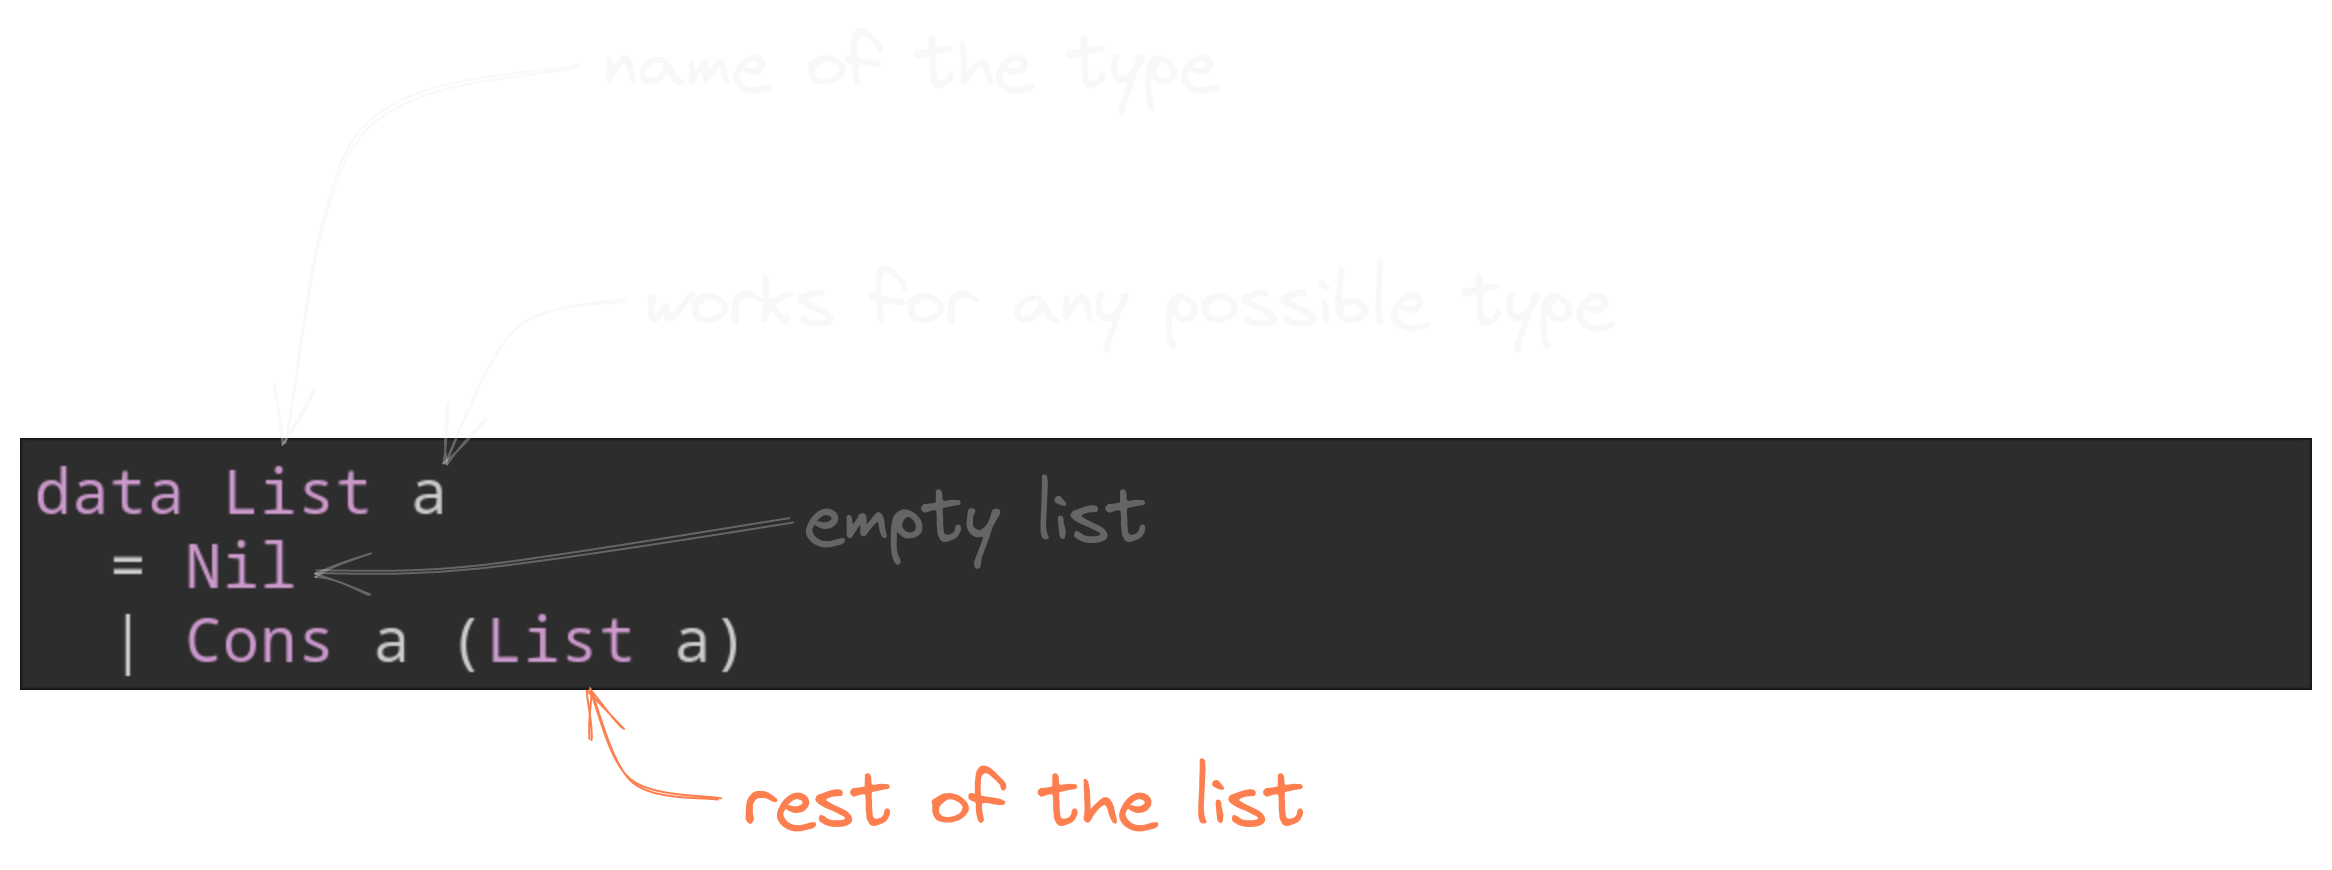 name of the type
works for any possible type
data List a
empty list
= Nil
| Cons a (List a)
rest of the list